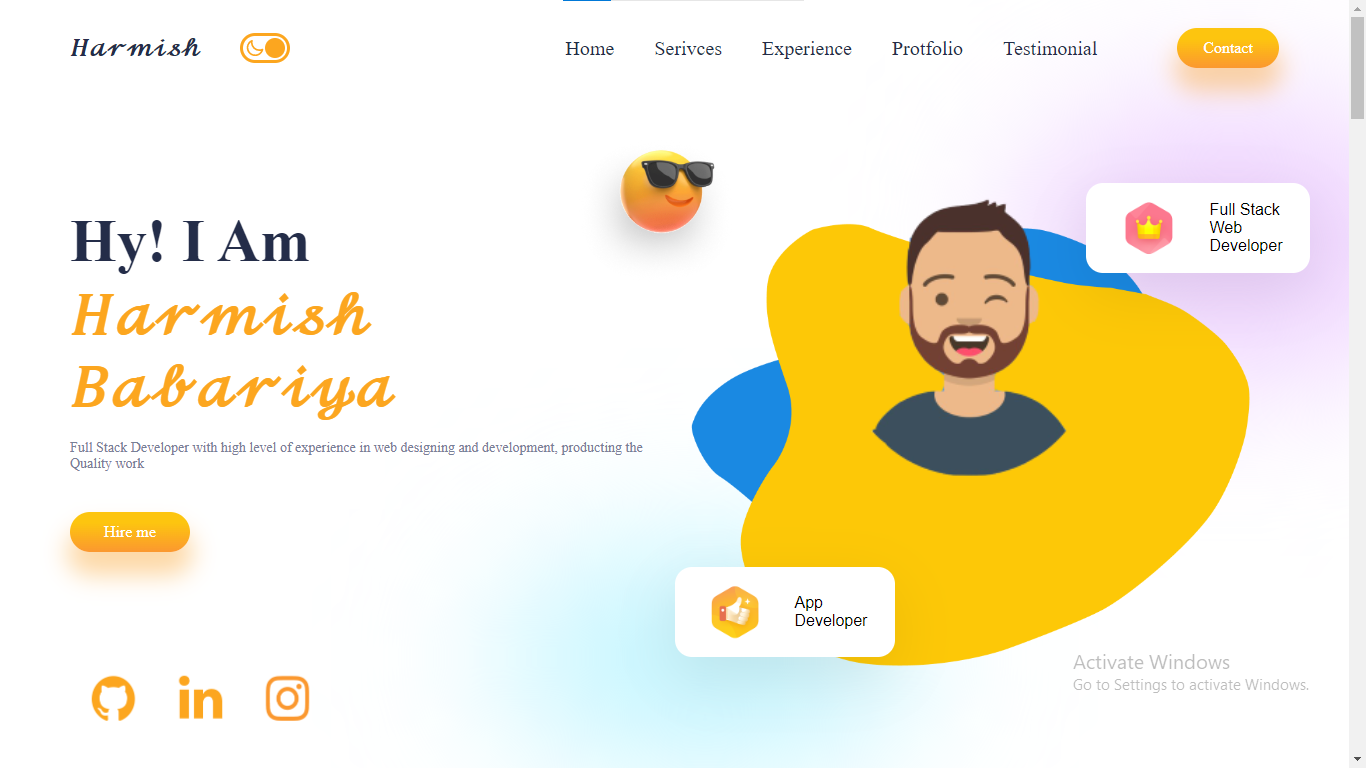 Harmish
Home Serivces Experience Protfolio Testimonial
Contact
Hy! I Am
Harmish
Babariya
Full Stack Developer with high level of experience in web designing and development, producting the
Quality work
Hire me
Full Stack
Web
Developer
App
Developer
Activate Windows
Go to Settings to activate Windows.